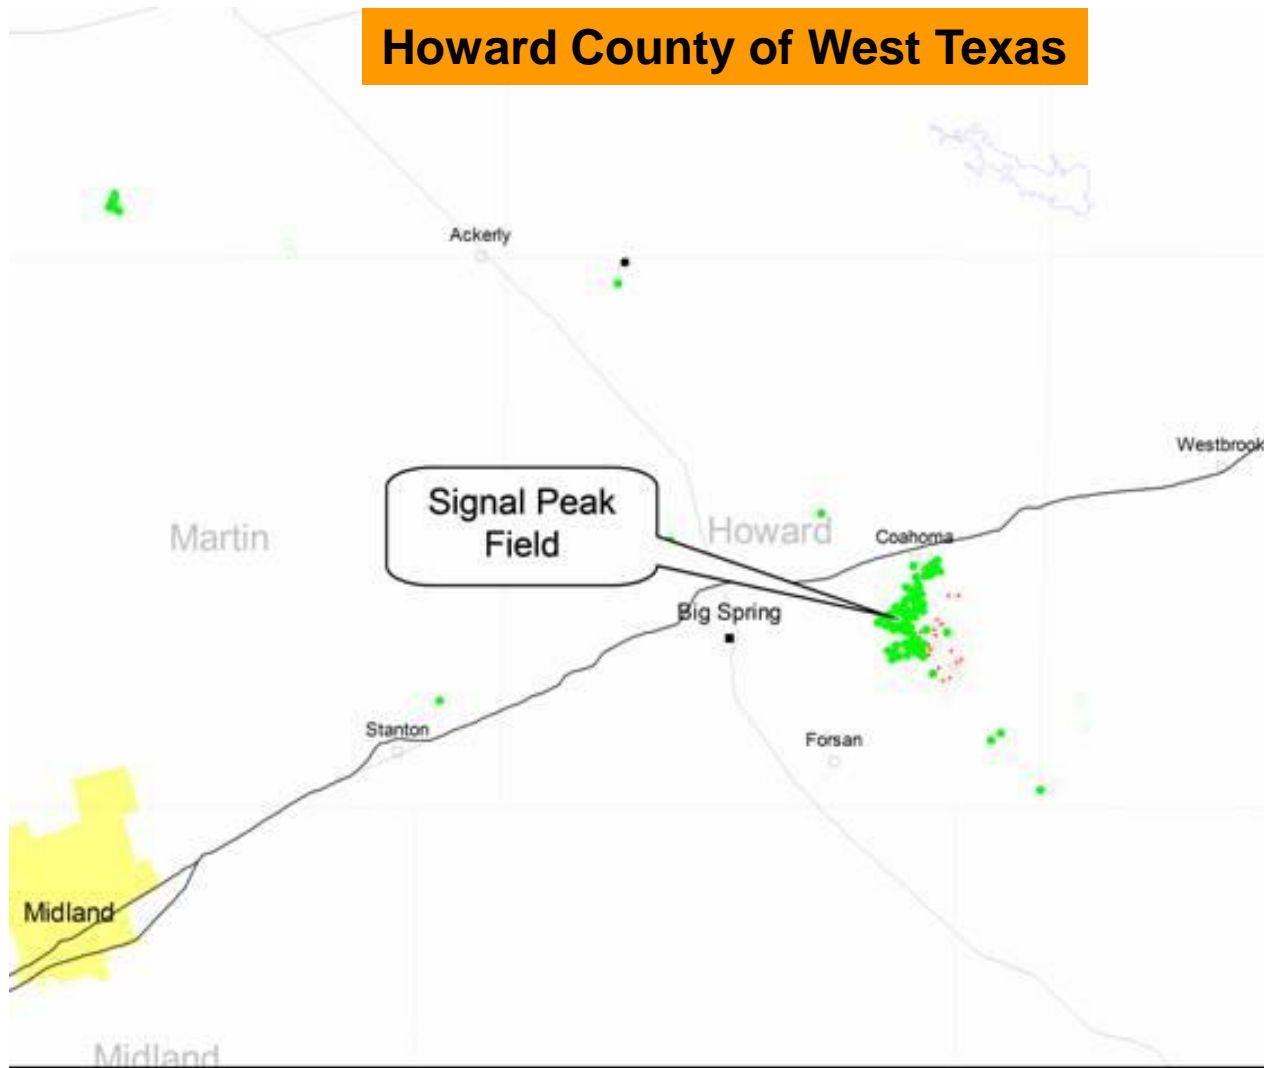 Howard County of West Texas
Ackerly
Westbrook
Signal Peak
Field
Martin
Howard
Coahoma
Big Spring
Stanton
Forsan
Midland
Midland